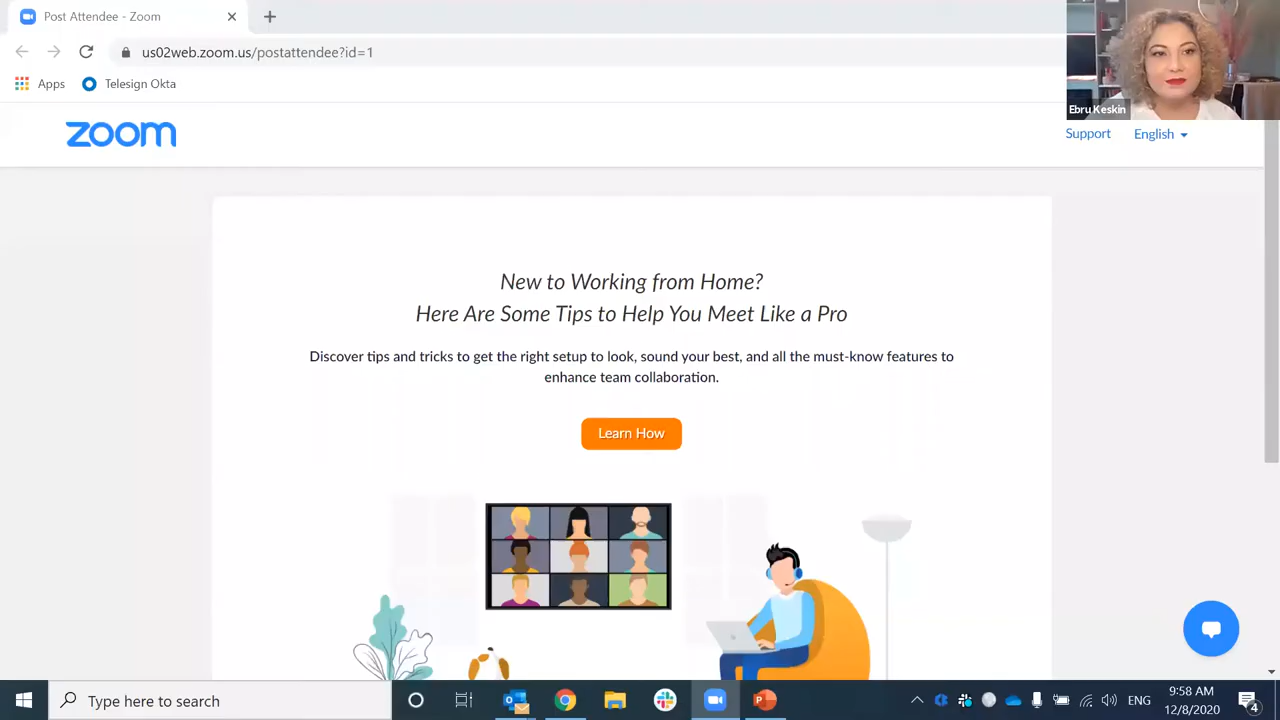 Post Attendee - Zoom
us02web.zoom.us/postattendee?id=1
Apps
Telesign Okta
Ebru Keskin
zoom
Support
English
New to Working from Home?
Here Are Some Tips to Help You Meet Like a Pro
Discover tips and tricks to get the right setup to look, sound your best, and all the must-know features to
enhance team collaboration.
Learn How
Type here to search
ENG
9:58 AM
12/8/2020
4